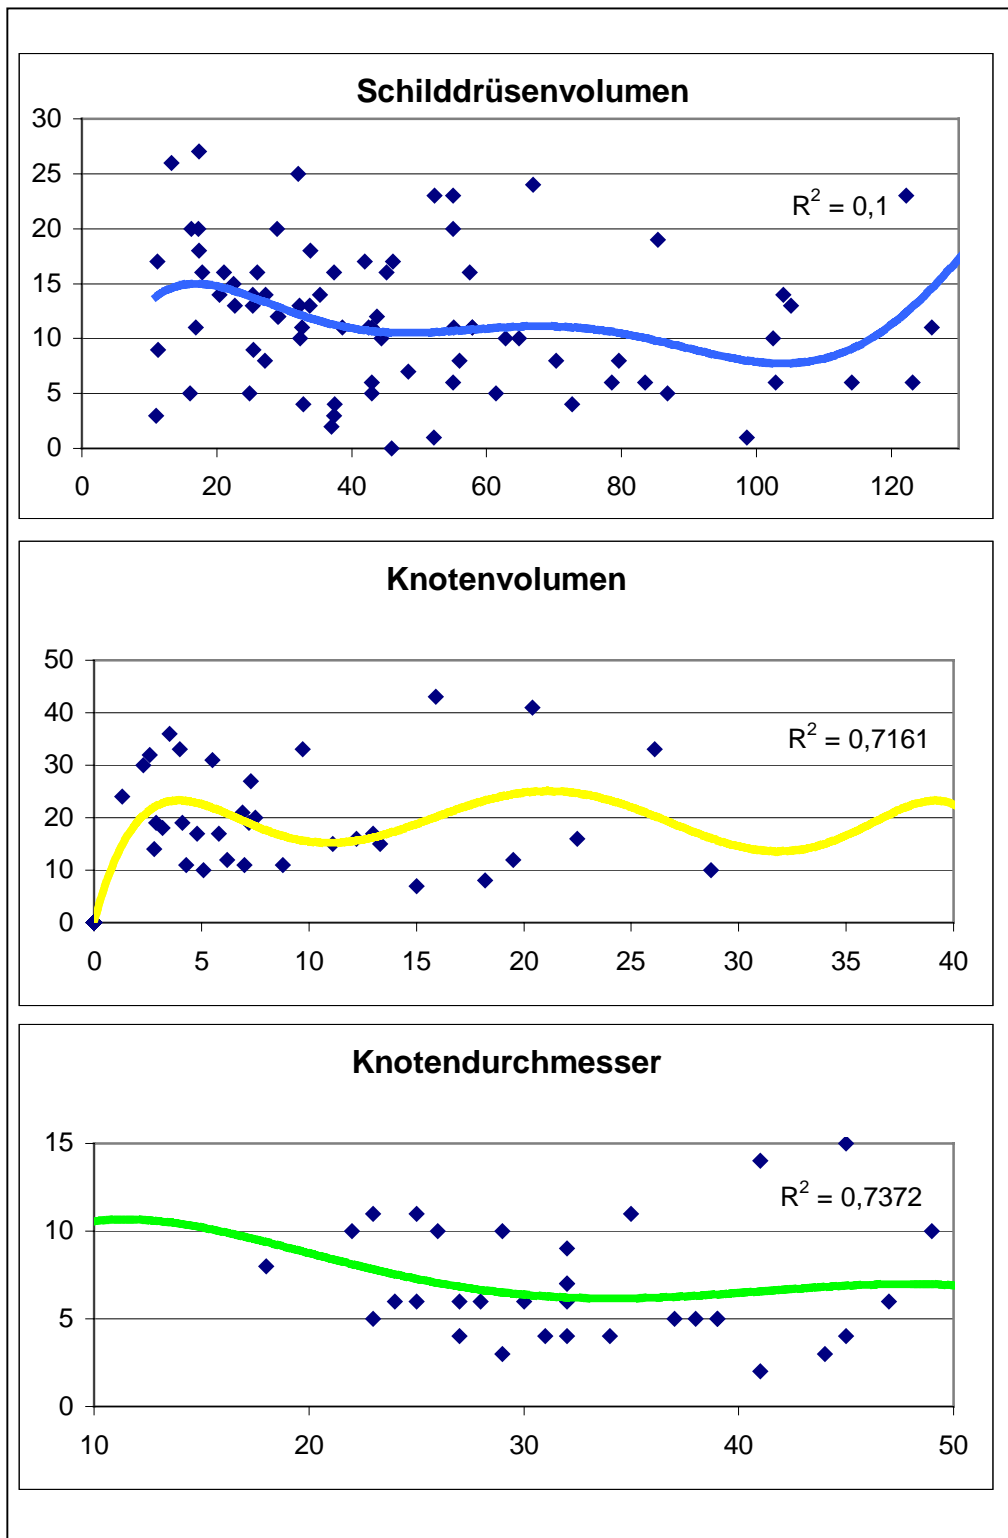 Schilddrüsenvolumen
30
25
20
15
10
5
0
R² = 0,1
0 20 40 60 80 100 120
Knotenvolumen
50
40
30
20
10
0
R² = 0,7161
0 5 10 15 20 25 30 35 40
Knotendurchmesser
15
10
5
0
R² = 0,7372
10 20 30 40 50